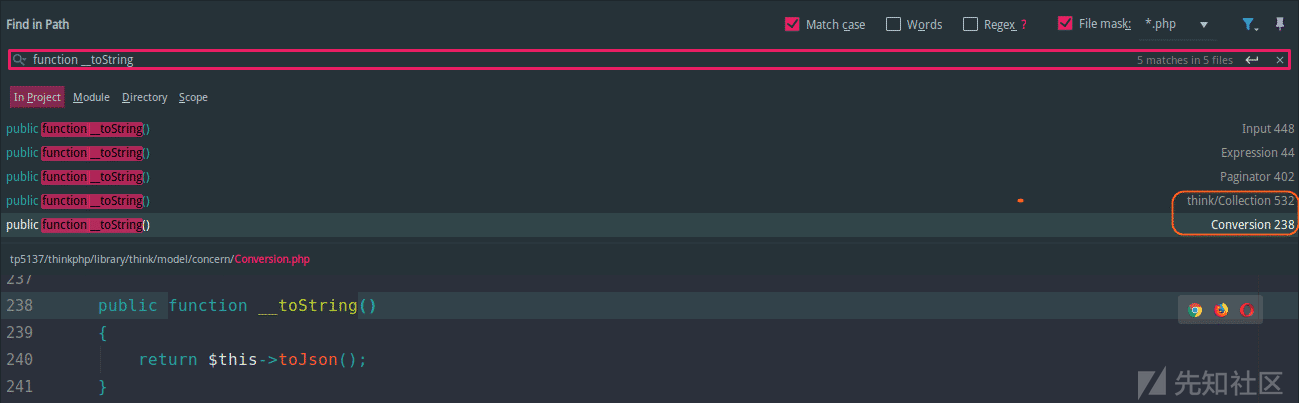 Find in Path Match case Words Regex ? File mask: *.php
function __toString 5 matches in 5 files
In Project Module Directory Scope
public function __toString() Input 448
public function __toString() Expression 44
public function __toString() Paginator 402
public function __toString() think/Collection 532
public function __toString() Conversion 238
tp5137/thinkphp/library/think/model/concern/Conversion.php
237
238 public function __toString()
239 {
240 return $this->toJson();
241 }
先知社区